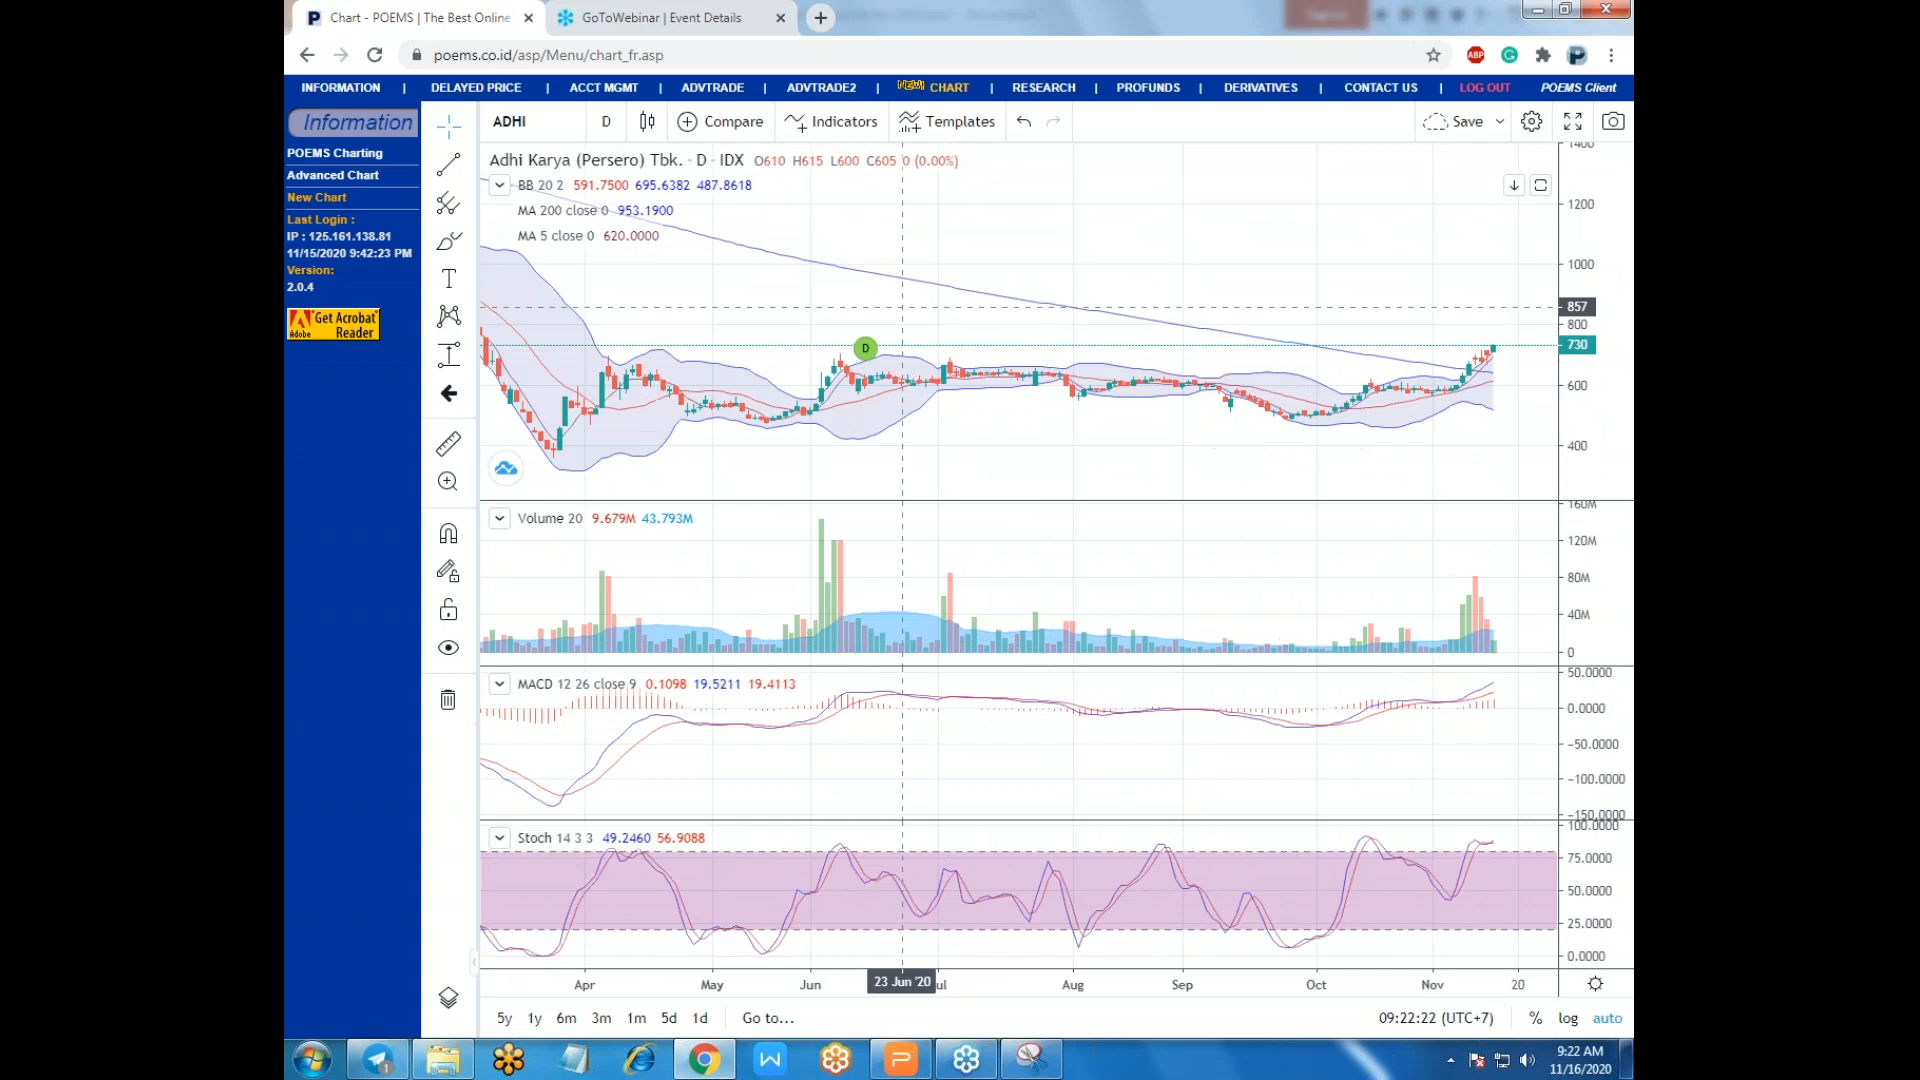 Chart - POEMS | The Best Online
GoToWebinar | Event Details
poems.co.id/asp/Menu/chart_fr.asp
ABP
INFORMATION | DELAYED PRICE | ACCT MGMT | ADVTRADE | ADVTRADE2 | NEW! CHART | RESEARCH | PROFUNDS | DERIVATIVES | CONTACT US | LOG OUT POEMS Client
Information
POEMS Charting
Advanced Chart
New Chart
Last Login :
IP : 125.161.138.81
11/15/2020 9:42:23 PM
Version:
2.0.4
Get Acrobat
Adobe Reader
ADHI D Compare Indicators Templates Save
Adhi Karya (Persero) Tbk. · D · IDX O610 H615 L600 C605 0 (0.00%)
BB 20 2 591.7500 695.6382 487.8618
MA 200 close 0 953.1900
MA 5 close 0 620.0000
D
1400
1200
1000
857
800
730
600
400
Volume 20 9.679M 43.793M
160M
120M
80M
40M
0
MACD 12 26 close 9 0.1098 19.5211 19.4113
50.0000
0.0000
-50.0000
-100.0000
-150.0000
Stoch 14 3 3 49.2460 56.9088
100.0000
75.0000
50.0000
25.0000
0.0000
Apr May Jun 23 Jun '20 ul Aug Sep Oct Nov 20
5y 1y 6m 3m 1m 5d 1d Go to...
09:22:22 (UTC+7) % log auto
9:22 AM
11/16/2020